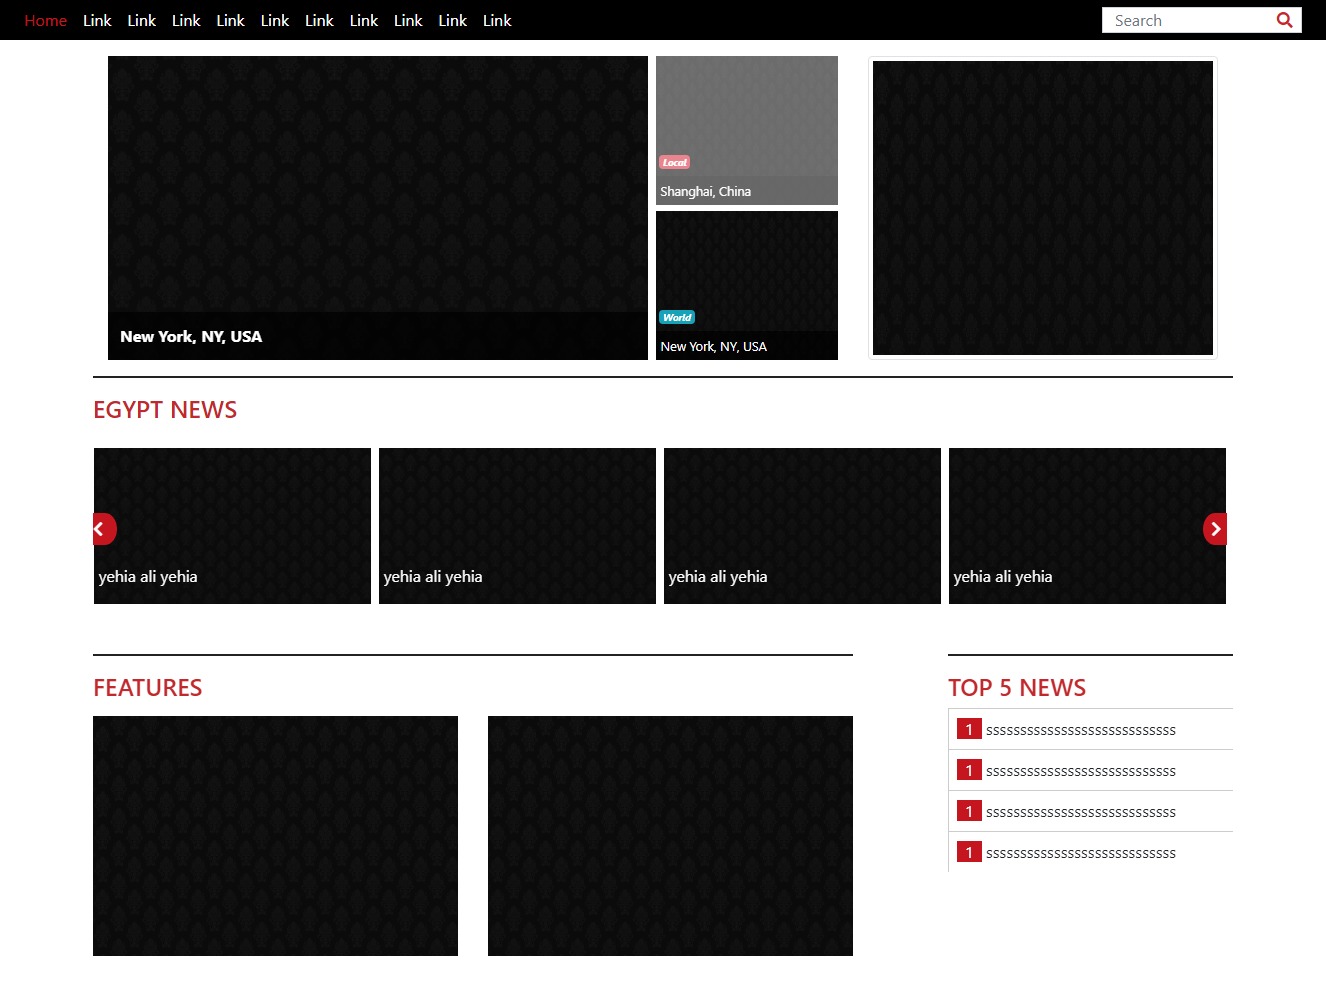 Home Link Link Link Link Link Link Link Link Link Link Search
Local
Shanghai, China
World
New York, NY, USA
New York, NY, USA
EGYPT NEWS
yehia ali yehia yehia ali yehia yehia ali yehia yehia ali yehia
FEATURES
TOP 5 NEWS
1 ssssssssssssssssssssssssssss
1 ssssssssssssssssssssssssssss
1 ssssssssssssssssssssssssssss
1 ssssssssssssssssssssssssssss